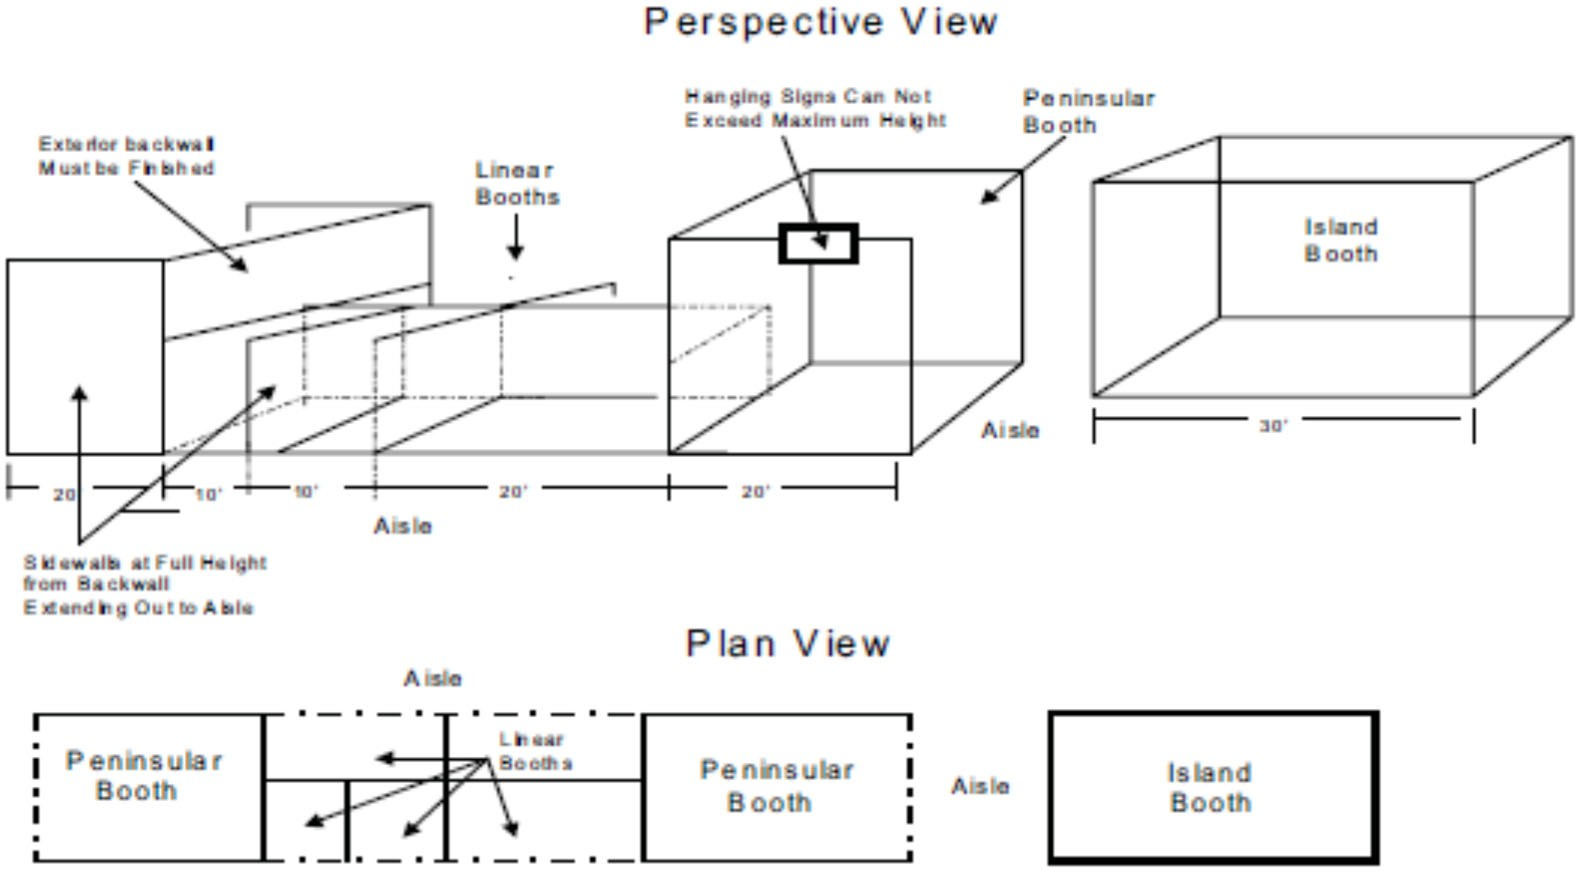 Perspective View
Hanging Signs Can Not
Exceed Maximum Height
Peninsular
Booth
Exterior backwall
Must be Finished
Linear
Booths
Island
Booth
Aisle
30'
20
10'
10'
20'
20'
Aisle
Sidewalls at Full Height
from Backwall
Extending Out to Aisle
Plan View
Aisle
Linear
Booths
Peninsular
Booth
Peninsular
Booth
Aisle
Island
Booth